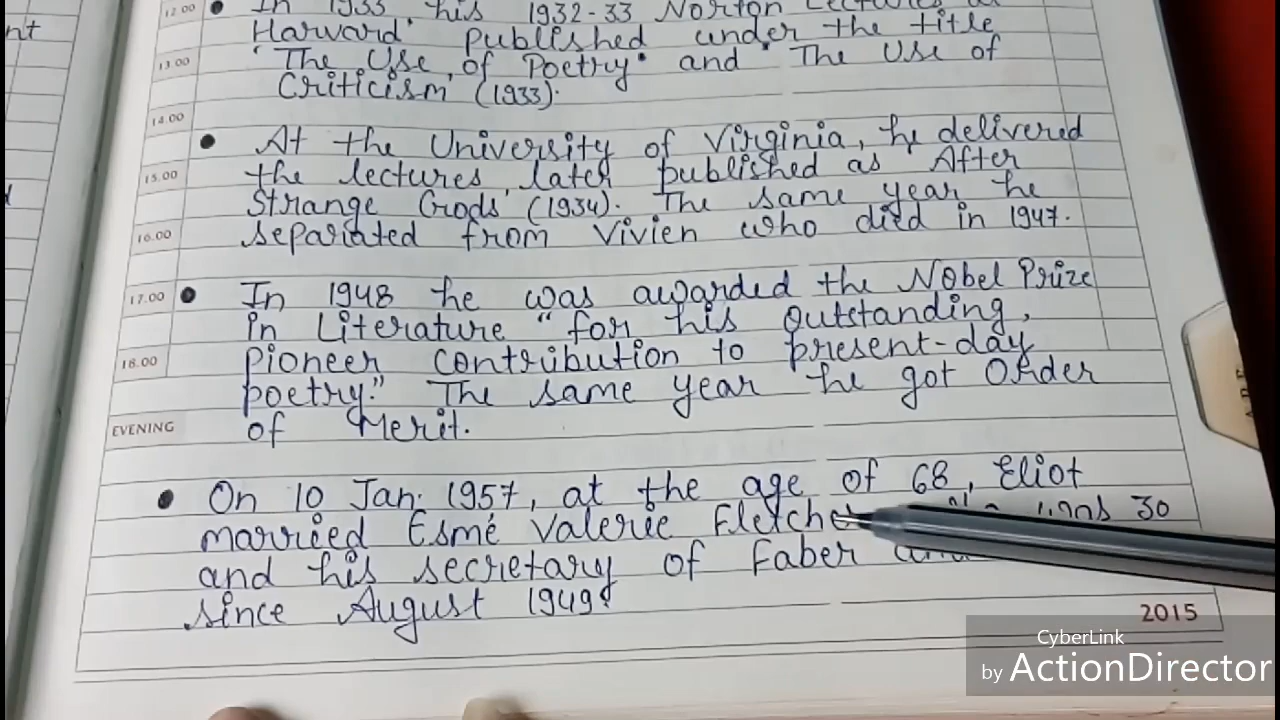 nt
12.00
• In 1933 his 1932-33 Norton Lectures at
Harvard published under the title
13.00
'The Use of Poetry' and 'The Use of
Criticism' (1933).
14.00
• At the University of Virginia, he delivered
15.00
the lectures, later published as 'After
Strange Gods' (1934). The same year he
16.00
separated from Vivien who died in 1947.
17.00
• In 1948 he was awarded the Nobel Prize
in Literature "for his outstanding,
18.00
pioneer contribution to present-day
poetry." The same year he got Order
EVENING
of Merit.
• On 10 Jan. 1957, at the age of 68, Eliot
married Esmé Valerie Fletche was 30
and his secretary of Faber and
since August 1949.
2015
CyberLink
by ActionDirector